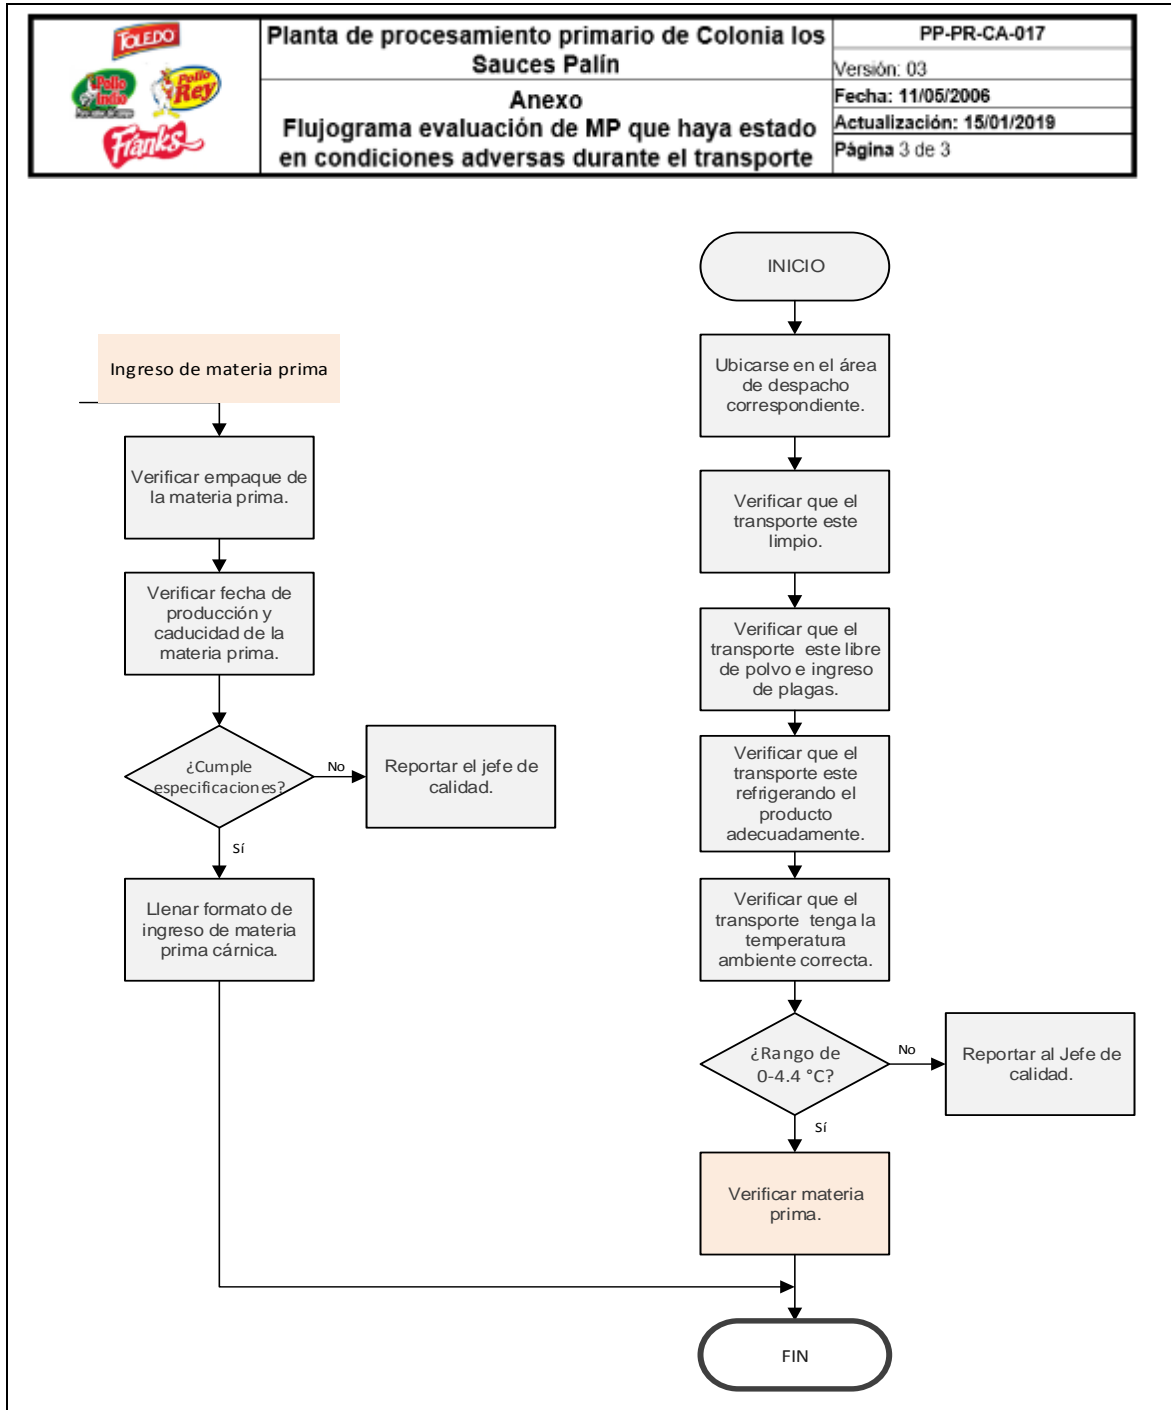 TOLEDO
Pollo
Indio
Pollo
Rey
Franks
Planta de procesamiento primario de Colonia los
Sauces Palín
Anexo
Flujograma evaluación de MP que haya estado
en condiciones adversas durante el transporte
PP-PR-CA-017
Versión: 03
Fecha: 11/05/2006
Actualización: 15/01/2019
Página 3 de 3
INICIO
Ubicarse en el área
de despacho
correspondiente.
Verificar que el
transporte este
limpio.
Verificar que el
transporte este libre
de polvo e ingreso
de plagas.
Verificar que el
transporte este
refrigerando el
producto
adecuadamente.
Verificar que el
transporte tenga la
temperatura
ambiente correcta.
¿Rango de
0-4.4 °C?
No
Reportar al Jefe de
calidad.
Sí
Verificar materia
prima.
FIN
Ingreso de materia prima
Verificar empaque de
la materia prima.
Verificar fecha de
producción y
caducidad de la
materia prima.
¿Cumple
especificaciones?
No
Reportar el jefe de
calidad.
Sí
Llenar formato de
ingreso de materia
prima cárnica.